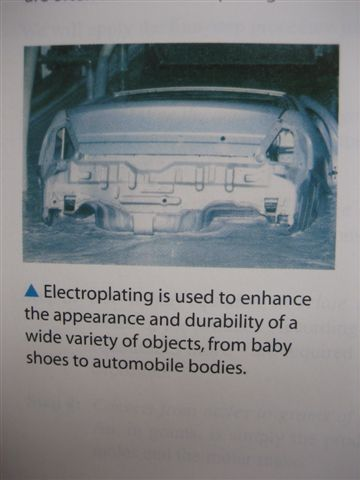 ▲ Electroplating is used to enhance
the appearance and durability of a
wide variety of objects, from baby
shoes to automobile bodies.